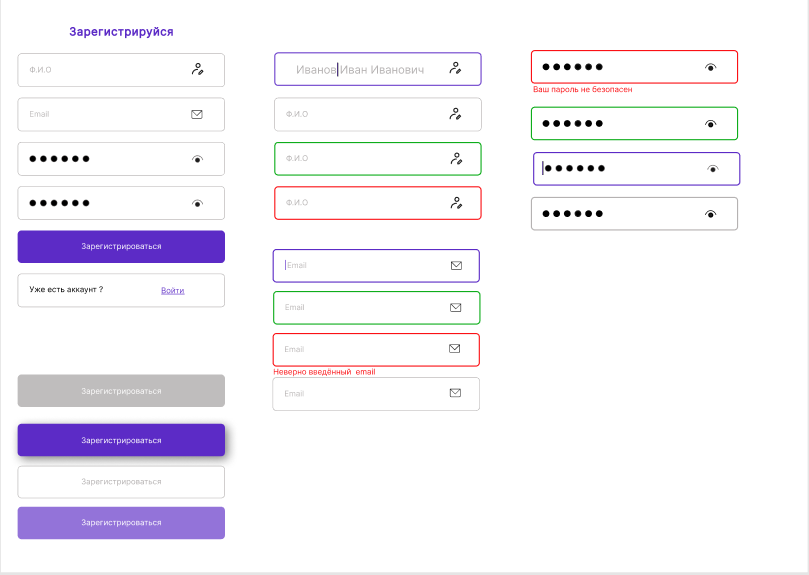 Зарегистрируйся
Ф.И.О
Email
Зарегистрироваться
Уже есть аккаунт ? Войти
Зарегистрироваться
Зарегистрироваться
Зарегистрироваться
Зарегистрироваться
Иванов Иван Иванович
Ф.И.О
Ф.И.О
Ф.И.О
Email
Email
Email
Неверно введённый email
Email
Ваш пароль не безопасен